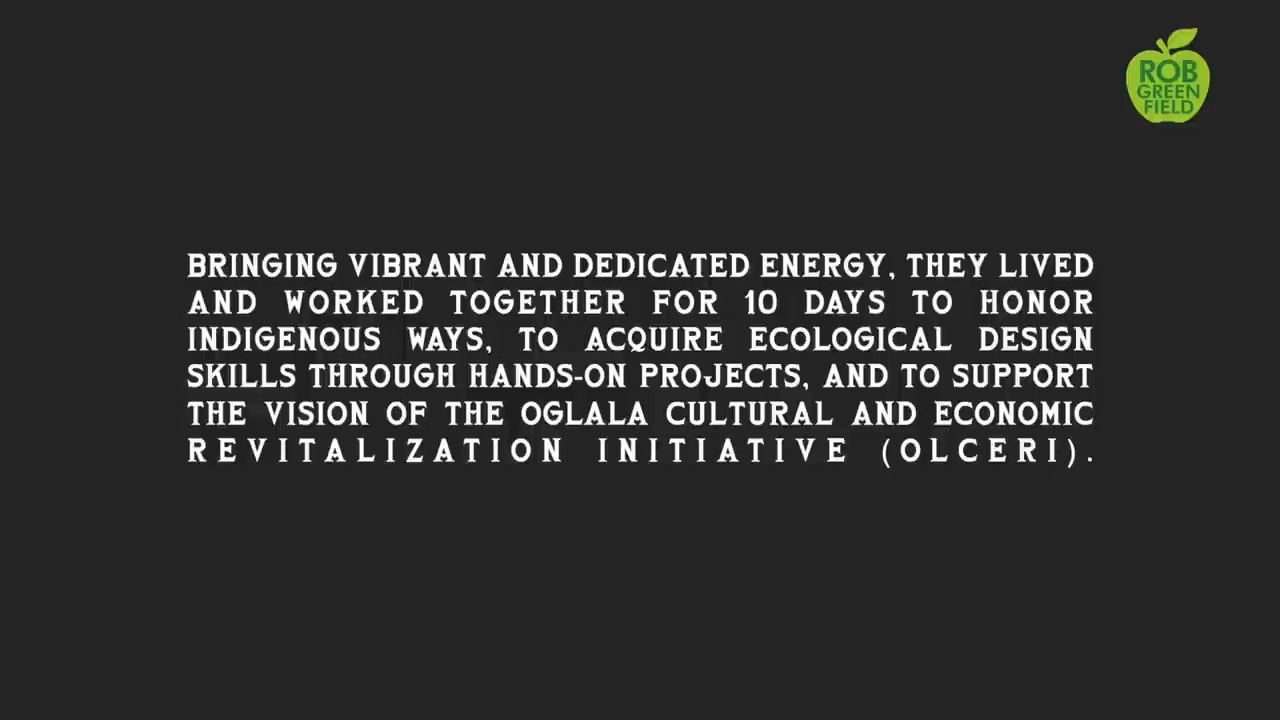 ROB
GREEN
FIELD
BRINGING VIBRANT AND DEDICATED ENERGY, THEY LIVED
AND WORKED TOGETHER FOR 10 DAYS TO HONOR
INDIGENOUS WAYS, TO ACQUIRE ECOLOGICAL DESIGN
SKILLS THROUGH HANDS-ON PROJECTS, AND TO SUPPORT
THE VISION OF THE OGLALA CULTURAL AND ECONOMIC
REVITALIZATION INITIATIVE (OLCERI).